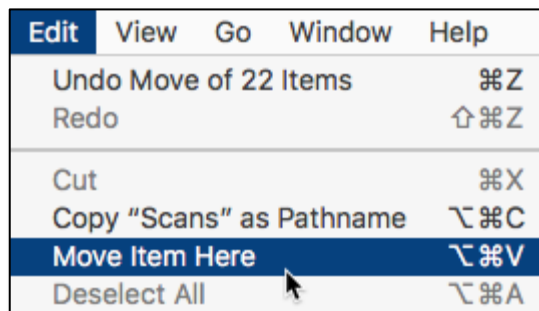 Edit View Go Window Help
Undo Move of 22 Items ⌘Z
Redo ⇧⌘Z
Cut ⌘X
Copy “Scans” as Pathname ⌥⌘C
Move Item Here ⌥⌘V
Deselect All ⌥⌘A